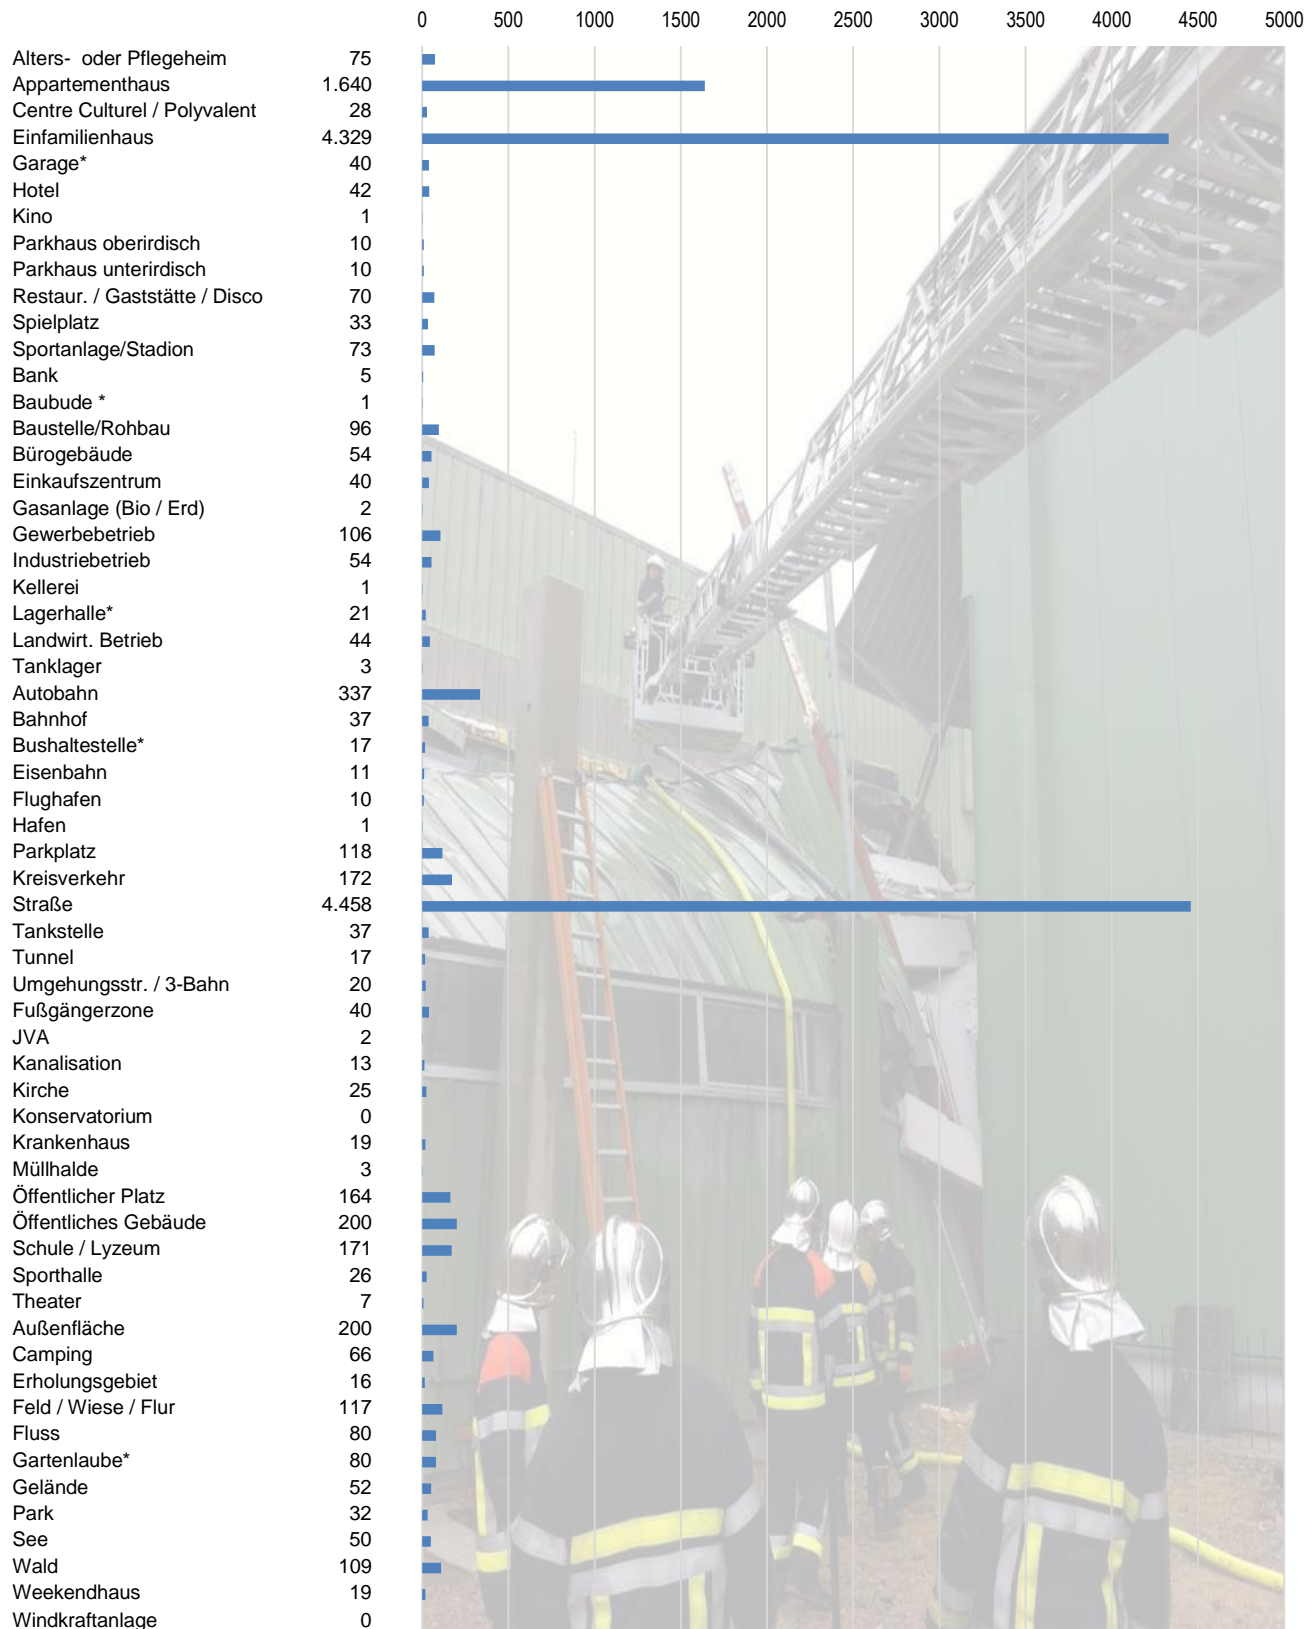 0 500 1000 1500 2000 2500 3000 3500 4000 4500 5000
Alters- oder Pflegeheim 75
Appartementhaus 1.640
Centre Culturel / Polyvalent 28
Einfamilienhaus 4.329
Garage* 40
Hotel 42
Kino 1
Parkhaus oberirdisch 10
Parkhaus unterirdisch 10
Restaur. / Gaststätte / Disco 70
Spielplatz 33
Sportanlage/Stadion 73
Bank 5
Baubude * 1
Baustelle/Rohbau 96
Bürogebäude 54
Einkaufszentrum 40
Gasanlage (Bio / Erd) 2
Gewerbebetrieb 106
Industriebetrieb 54
Kellerei 1
Lagerhalle* 21
Landwirt. Betrieb 44
Tanklager 3
Autobahn 337
Bahnhof 37
Bushaltestelle* 17
Eisenbahn 11
Flughafen 10
Hafen 1
Parkplatz 118
Kreisverkehr 172
Straße 4.458
Tankstelle 37
Tunnel 17
Umgehungsstr. / 3-Bahn 20
Fußgängerzone 40
JVA 2
Kanalisation 13
Kirche 25
Konservatorium 0
Krankenhaus 19
Müllhalde 3
Öffentlicher Platz 164
Öffentliches Gebäude 200
Schule / Lyzeum 171
Sporthalle 26
Theater 7
Außenfläche 200
Camping 66
Erholungsgebiet 16
Feld / Wiese / Flur 117
Fluss 80
Gartenlaube* 80
Gelände 52
Park 32
See 50
Wald 109
Weekendhaus 19
Windkraftanlage 0